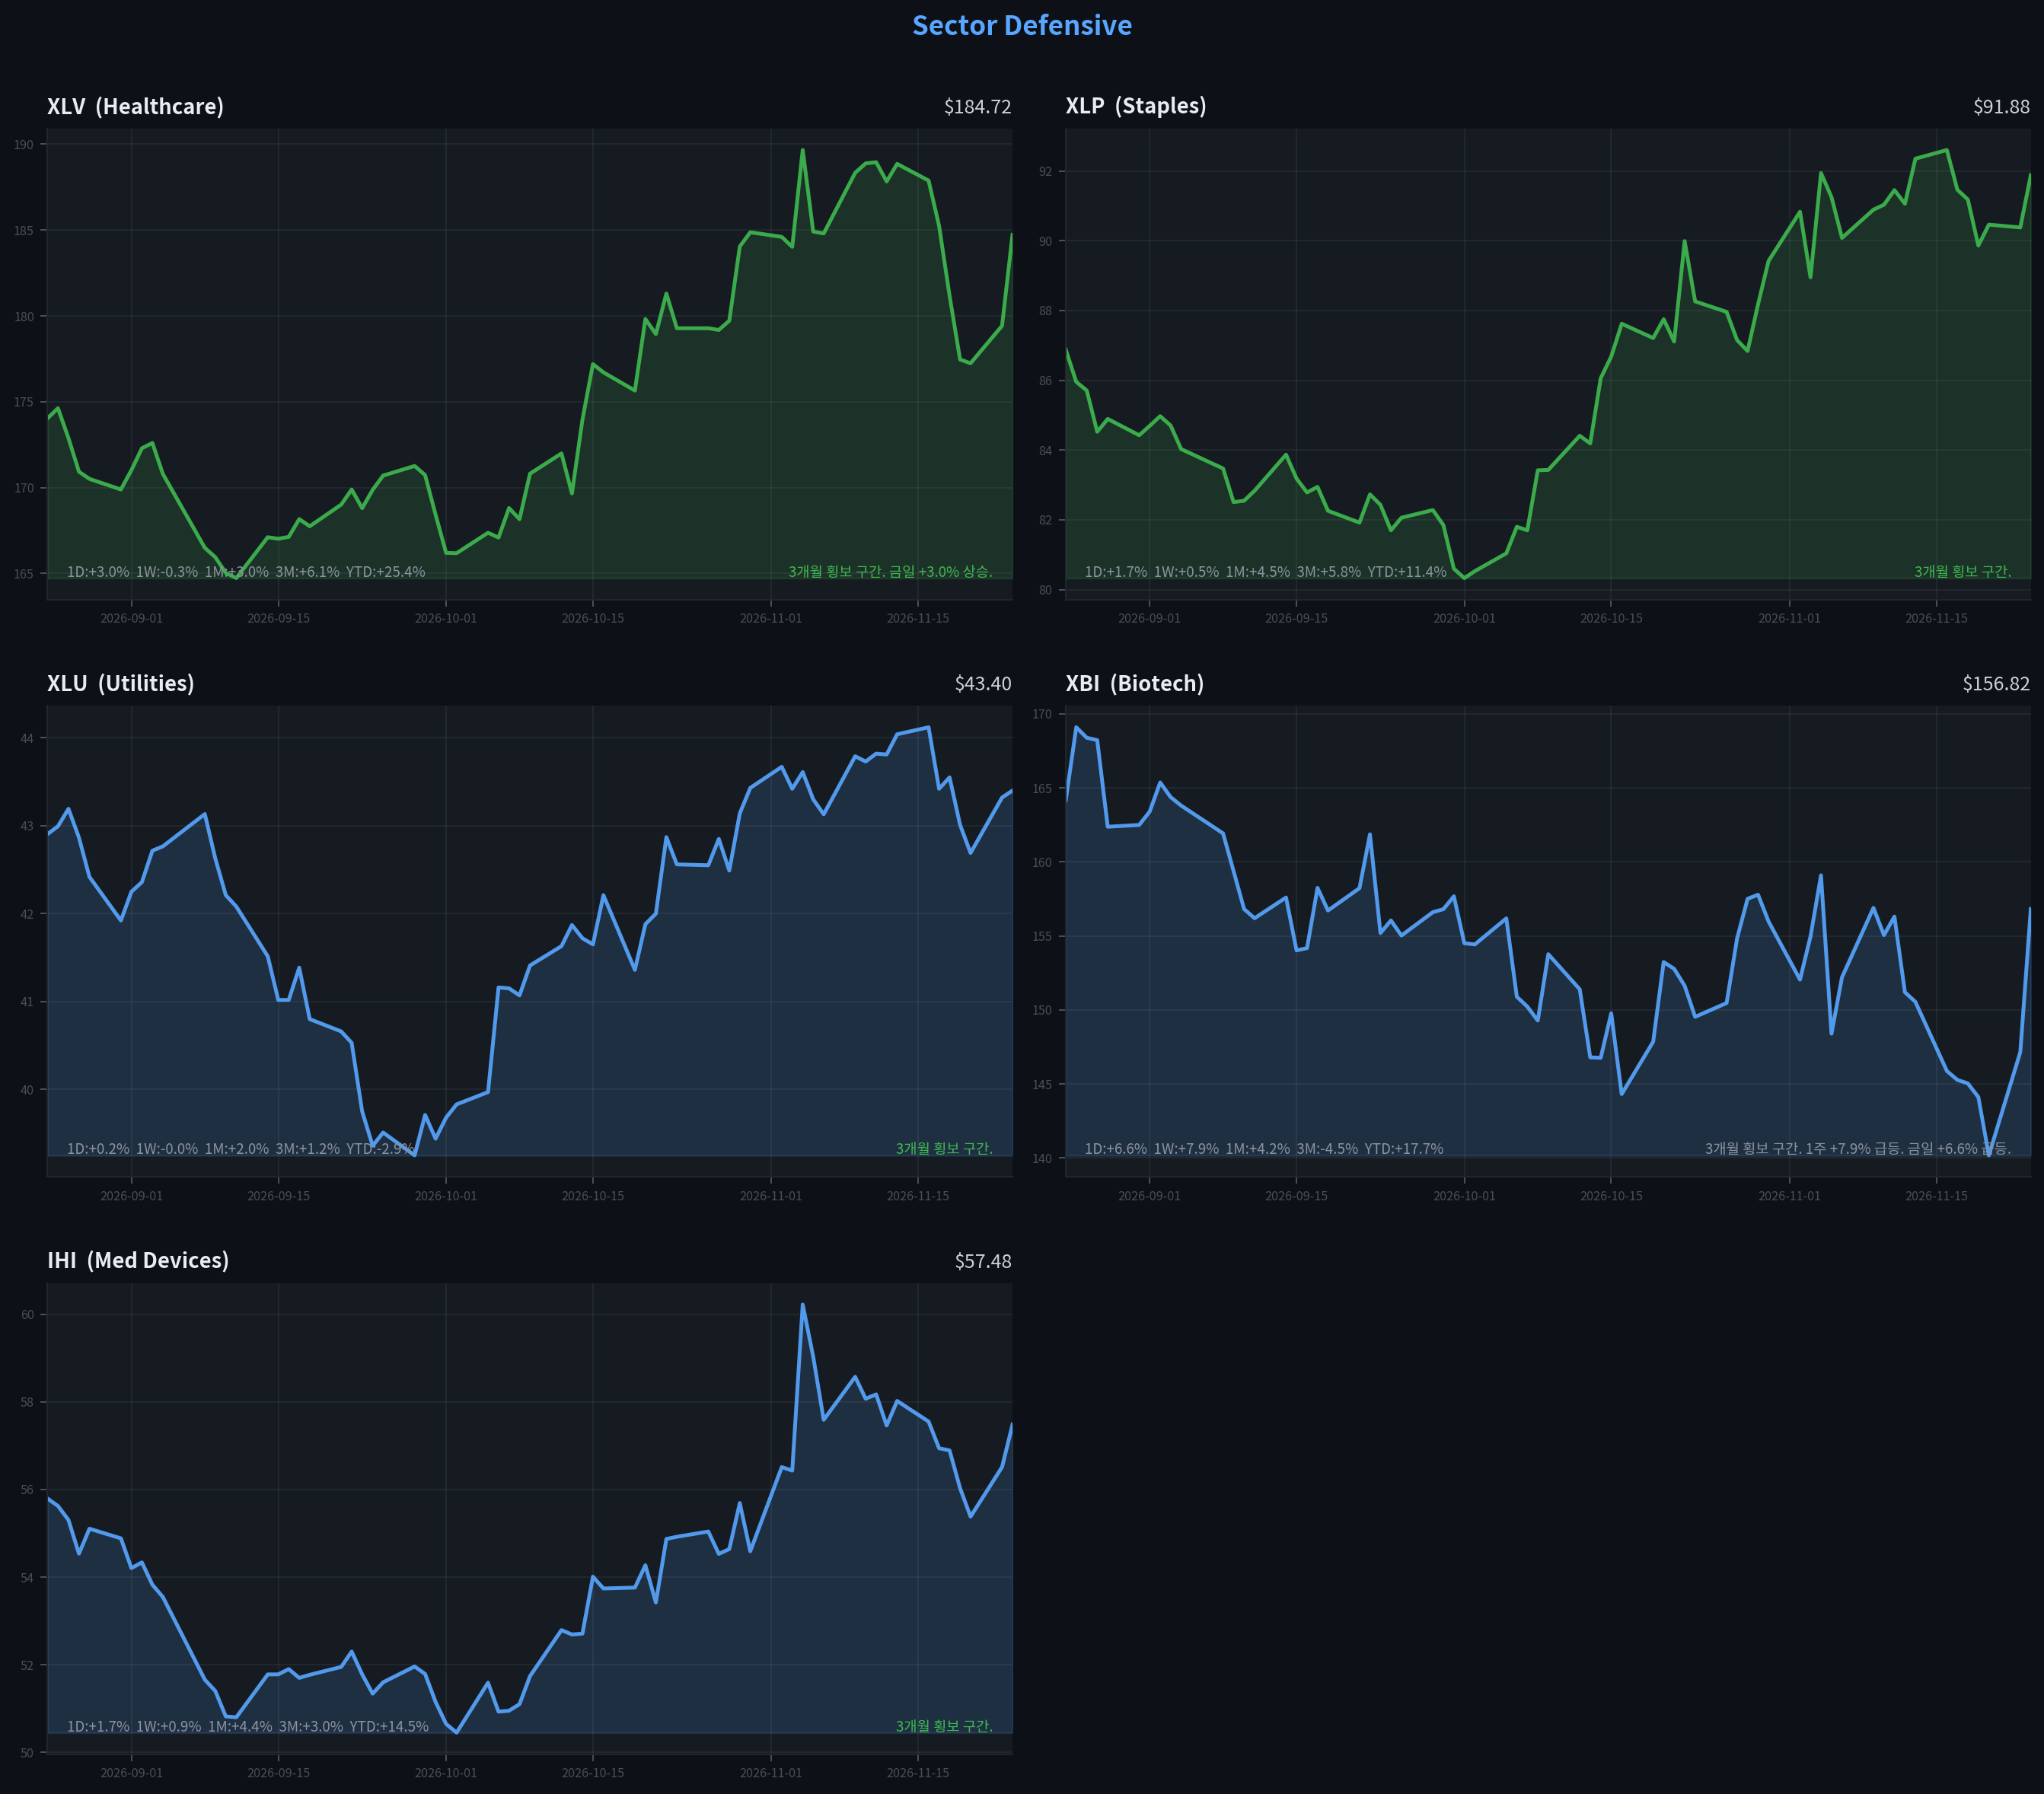 Sector Defensive
XLV (Healthcare) $184.72
190
185
180
175
170
165
1D:+3.0% 1W:-0.3% 1M:+3.0% 3M:+6.1% YTD:+25.4% 3개월 횡보 구간. 금일 +3.0% 상승.
2026-09-01 2026-09-15 2026-10-01 2026-10-15 2026-11-01 2026-11-15
XLP (Staples) $91.88
92
90
88
86
84
82
80
1D:+1.7% 1W:+0.5% 1M:+4.5% 3M:+5.8% YTD:+11.4% 3개월 횡보 구간.
2026-09-01 2026-09-15 2026-10-01 2026-10-15 2026-11-01 2026-11-15
XLU (Utilities) $43.40
44
43
42
41
40
1D:+0.2% 1W:-0.0% 1M:+2.0% 3M:+1.2% YTD:-2.9% 3개월 횡보 구간.
2026-09-01 2026-09-15 2026-10-01 2026-10-15 2026-11-01 2026-11-15
XBI (Biotech) $156.82
170
165
160
155
150
145
140
1D:+6.6% 1W:+7.9% 1M:+4.2% 3M:-4.5% YTD:+17.7% 3개월 횡보 구간. 1주 +7.9% 급등. 금일 +6.6% 급등.
2026-09-01 2026-09-15 2026-10-01 2026-10-15 2026-11-01 2026-11-15
IHI (Med Devices) $57.48
60
58
56
54
52
50
1D:+1.7% 1W:+0.9% 1M:+4.4% 3M:+3.0% YTD:+14.5% 3개월 횡보 구간.
2026-09-01 2026-09-15 2026-10-01 2026-10-15 2026-11-01 2026-11-15